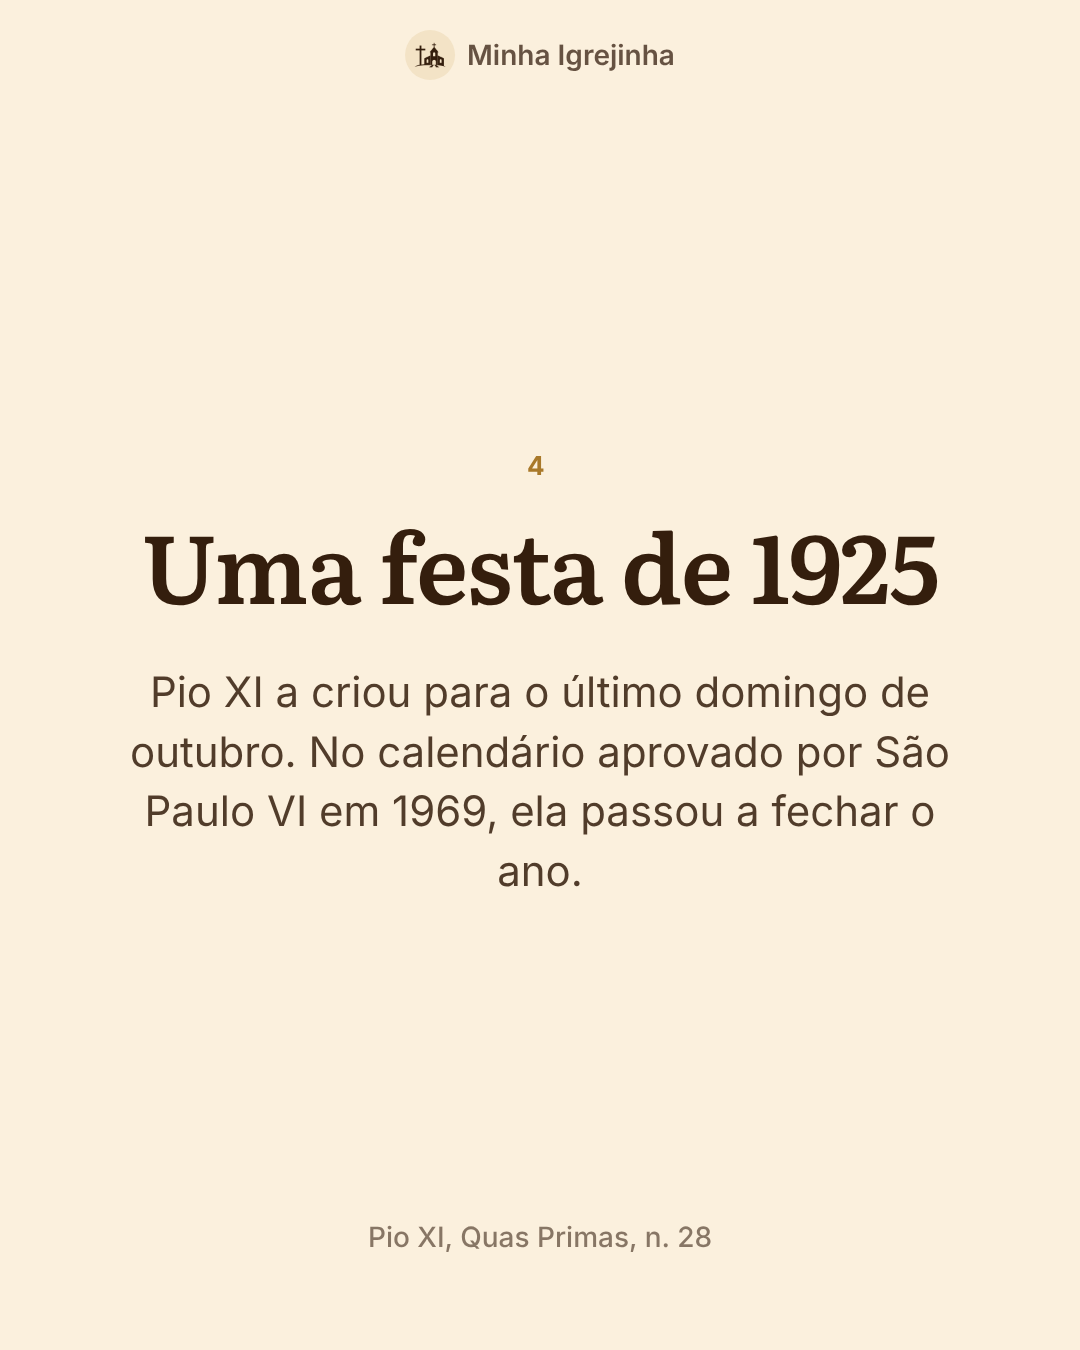 Minha Igrejinha
4
Uma festa de 1925
Pio XI a criou para o último domingo de
outubro. No calendário aprovado por São
Paulo VI em 1969, ela passou a fechar o
ano.
Pio XI, Quas Primas, n. 28